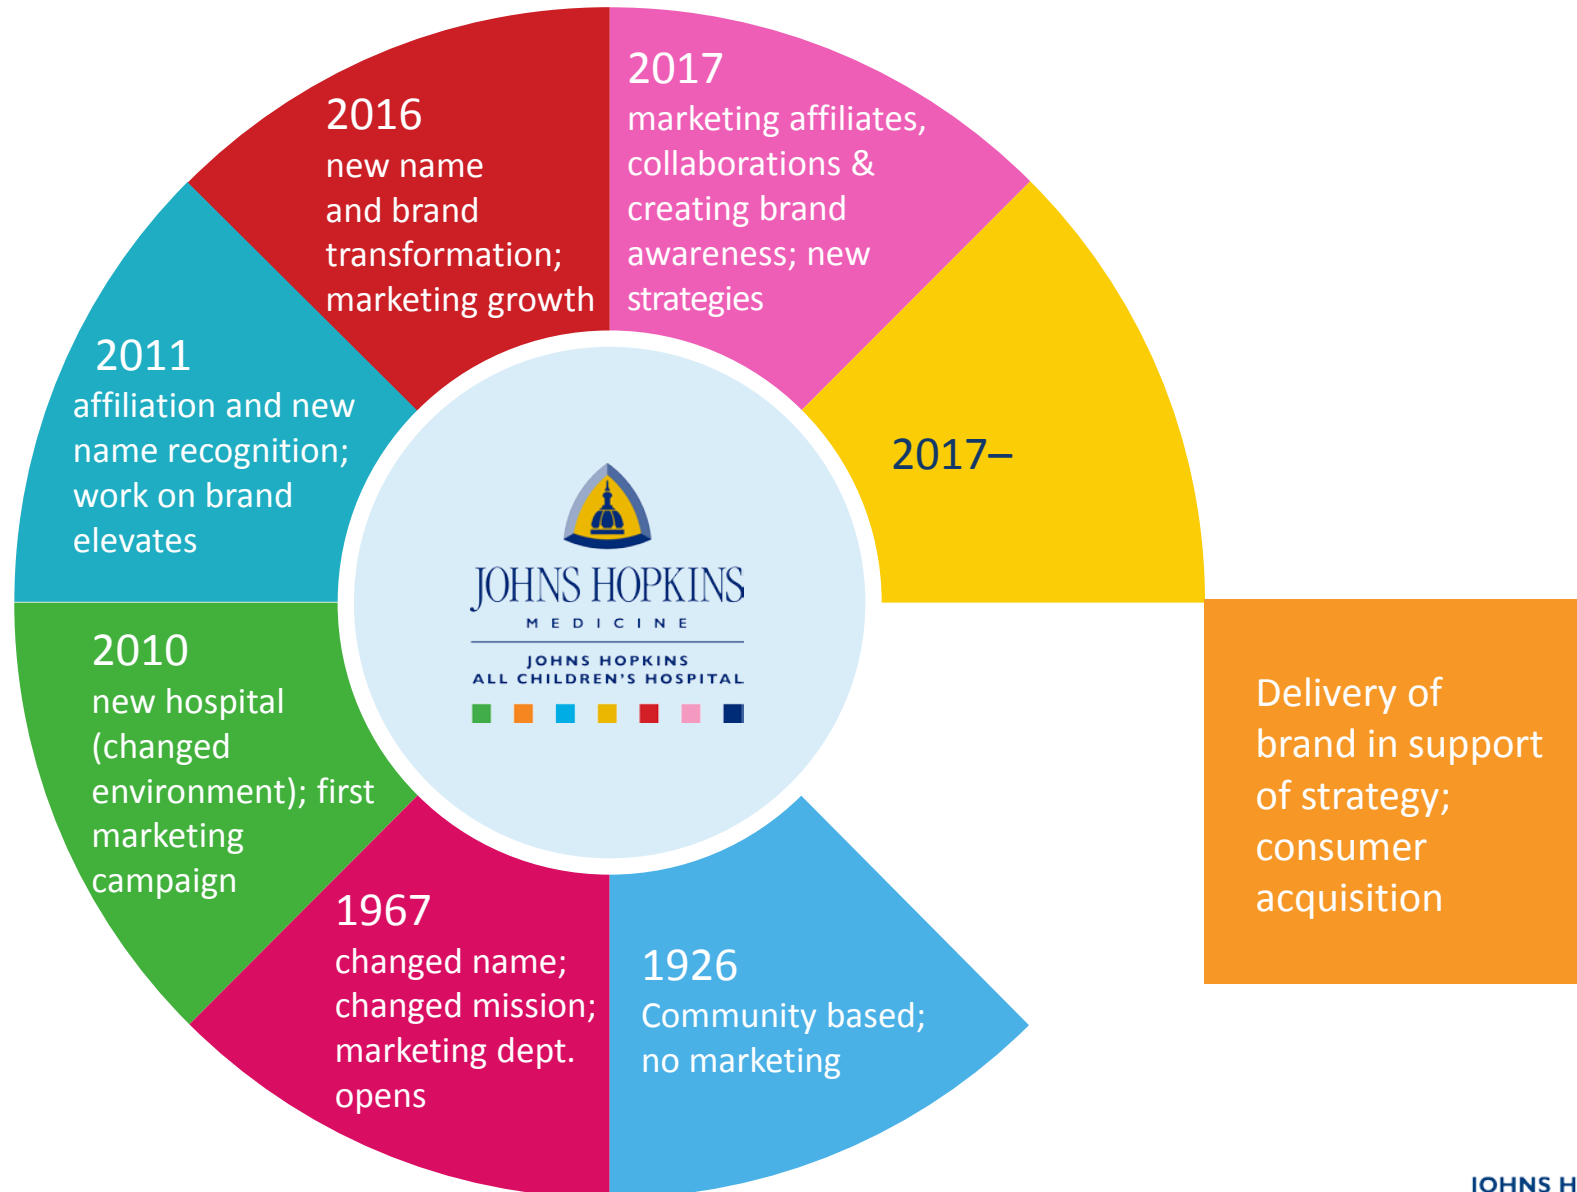 2017
marketing affiliates,
collaborations &
creating brand
awareness; new
strategies
2016
new name
and brand
transformation;
marketing growth
2011
affiliation and new
name recognition;
work on brand
elevates
2017–
JOHNS HOPKINS
MEDICINE
JOHNS HOPKINS
ALL CHILDREN'S HOSPITAL
2010
new hospital
(changed
environment); first
marketing
campaign
Delivery of
brand in support
of strategy;
consumer
acquisition
1967
changed name;
changed mission;
marketing dept.
opens
1926
Community based;
no marketing
JOHNS H